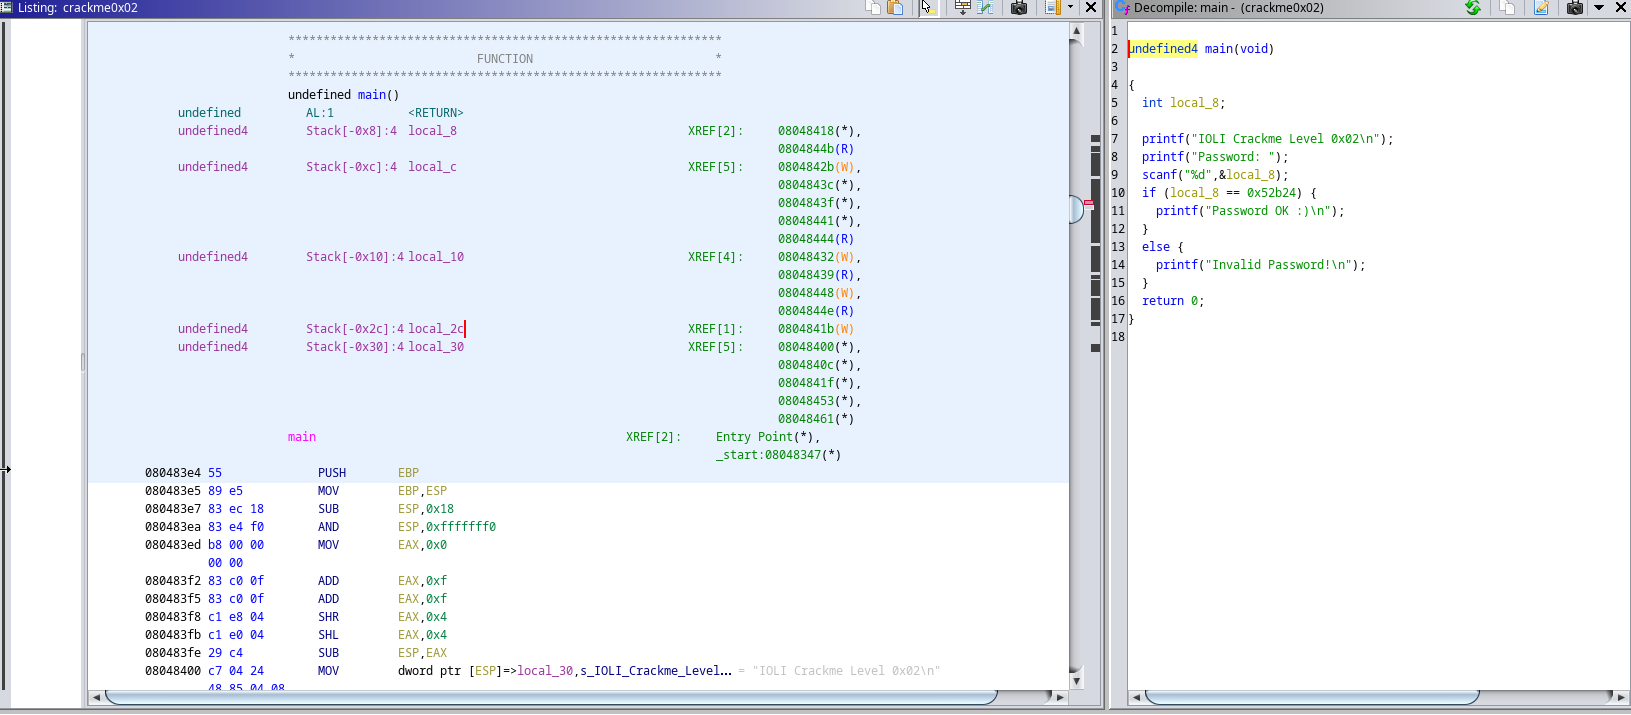 Listing: crackme0x02
**************************************************************
* FUNCTION *
**************************************************************
undefined main()
undefined AL:1 <RETURN>
undefined4 Stack[-0x8]:4 local_8 XREF[2]: 08048418(*),
0804844b(R)
undefined4 Stack[-0xc]:4 local_c XREF[5]: 0804842b(W),
0804843c(*),
0804843f(*),
08048441(*),
08048444(R)
undefined4 Stack[-0x10]:4 local_10 XREF[4]: 08048432(W),
08048439(R),
08048448(W),
0804844e(R)
undefined4 Stack[-0x2c]:4 local_2c XREF[1]: 0804841b(W)
undefined4 Stack[-0x30]:4 local_30 XREF[5]: 08048400(*),
0804840c(*),
0804841f(*),
08048453(*),
08048461(*)
main XREF[2]: Entry Point(*),
_start:08048347(*)
080483e4 55 PUSH EBP
080483e5 89 e5 MOV EBP,ESP
080483e7 83 ec 18 SUB ESP,0x18
080483ea 83 e4 f0 AND ESP,0xfffffff0
080483ed b8 00 00 MOV EAX,0x0
00 00
080483f2 83 c0 0f ADD EAX,0xf
080483f5 83 c0 0f ADD EAX,0xf
080483f8 c1 e8 04 SHR EAX,0x4
080483fb c1 e0 04 SHL EAX,0x4
080483fe 29 c4 SUB ESP,EAX
08048400 c7 04 24 MOV dword ptr [ESP]=>local_30,s_IOLI_Crackme_Level... = "IOLI Crackme Level 0x02\n"
48 85 04 08
Decompile: main - (crackme0x02)
1
2 undefined4 main(void)
3
4 {
5 int local_8;
6
7 printf("IOLI Crackme Level 0x02\n");
8 printf("Password: ");
9 scanf("%d",&local_8);
10 if (local_8 == 0x52b24) {
11 printf("Password OK :)\n");
12 }
13 else {
14 printf("Invalid Password!\n");
15 }
16 return 0;
17 }
18